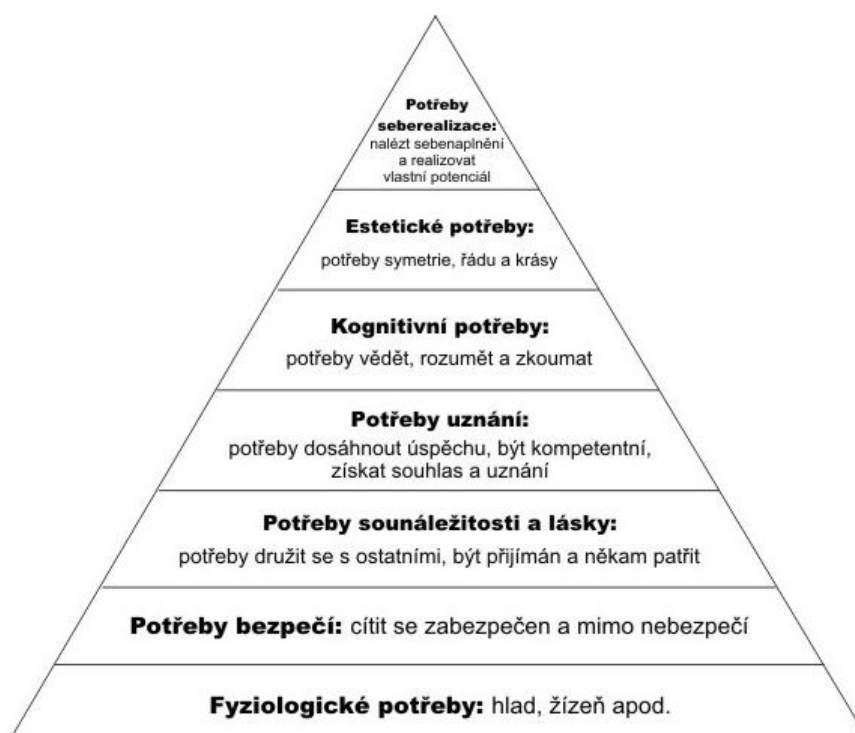 Potřeby
seberealizace:
nalézt sebenaplnění
a realizovat
vlastní potenciál
Estetické potřeby:
potřeby symetrie, řádu a krásy
Kognitivní potřeby:
potřeby vědět, rozumět a zkoumat
Potřeby uznání:
potřeby dosáhnout úspěchu, být kompetentní,
získat souhlas a uznání
Potřeby sounáležitosti a lásky:
potřeby družit se s ostatními, být přijímán a někam patřit
Potřeby bezpečí: cítit se zabezpečen a mimo nebezpečí
Fyziologické potřeby: hlad, žízeň apod.